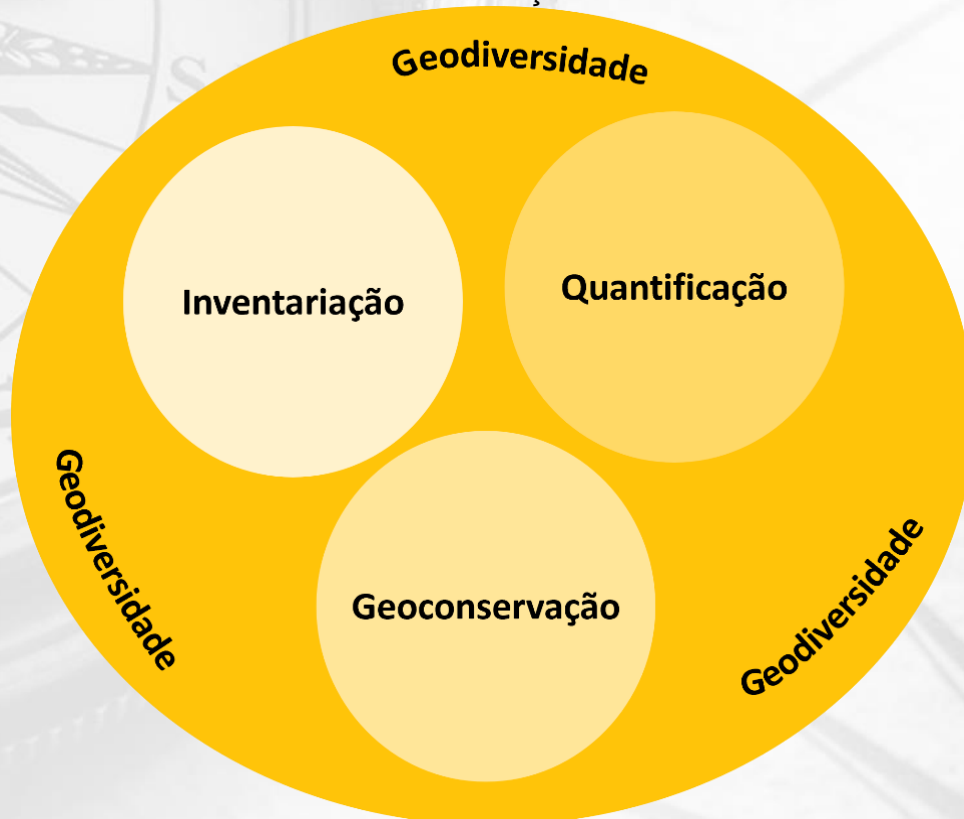 Geodiversidade
Inventariação
Quantificação
Geodiversidade
Geoconservação
Geodiversidade